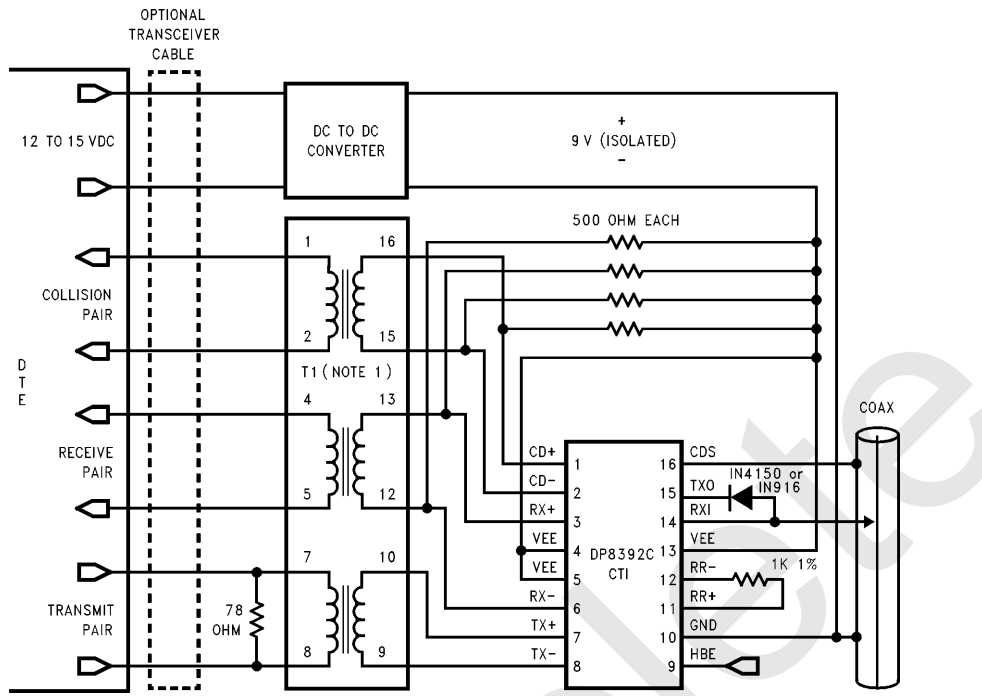 OPTIONAL
TRANSCEIVER
CABLE
12 TO 15 VDC
DC TO DC
CONVERTER
+
9 V (ISOLATED)
−
500 OHM EACH
1
16
COLLISION
PAIR
2
15
T1 (NOTE 1)
D
T
E
4
13
RECEIVE
PAIR
5
12
7
10
TRANSMIT
PAIR
78
OHM
8
9
COAX
CD+
1
16
CDS
CD-
2
15
TXO
IN4150 or
IN916
RX+
3
14
RXI
VEE
4
13
VEE
DP8392C
CTI
VEE
5
12
RR-
1K 1%
RX-
6
11
RR+
TX+
7
10
GND
TX-
8
9
HBE
lete